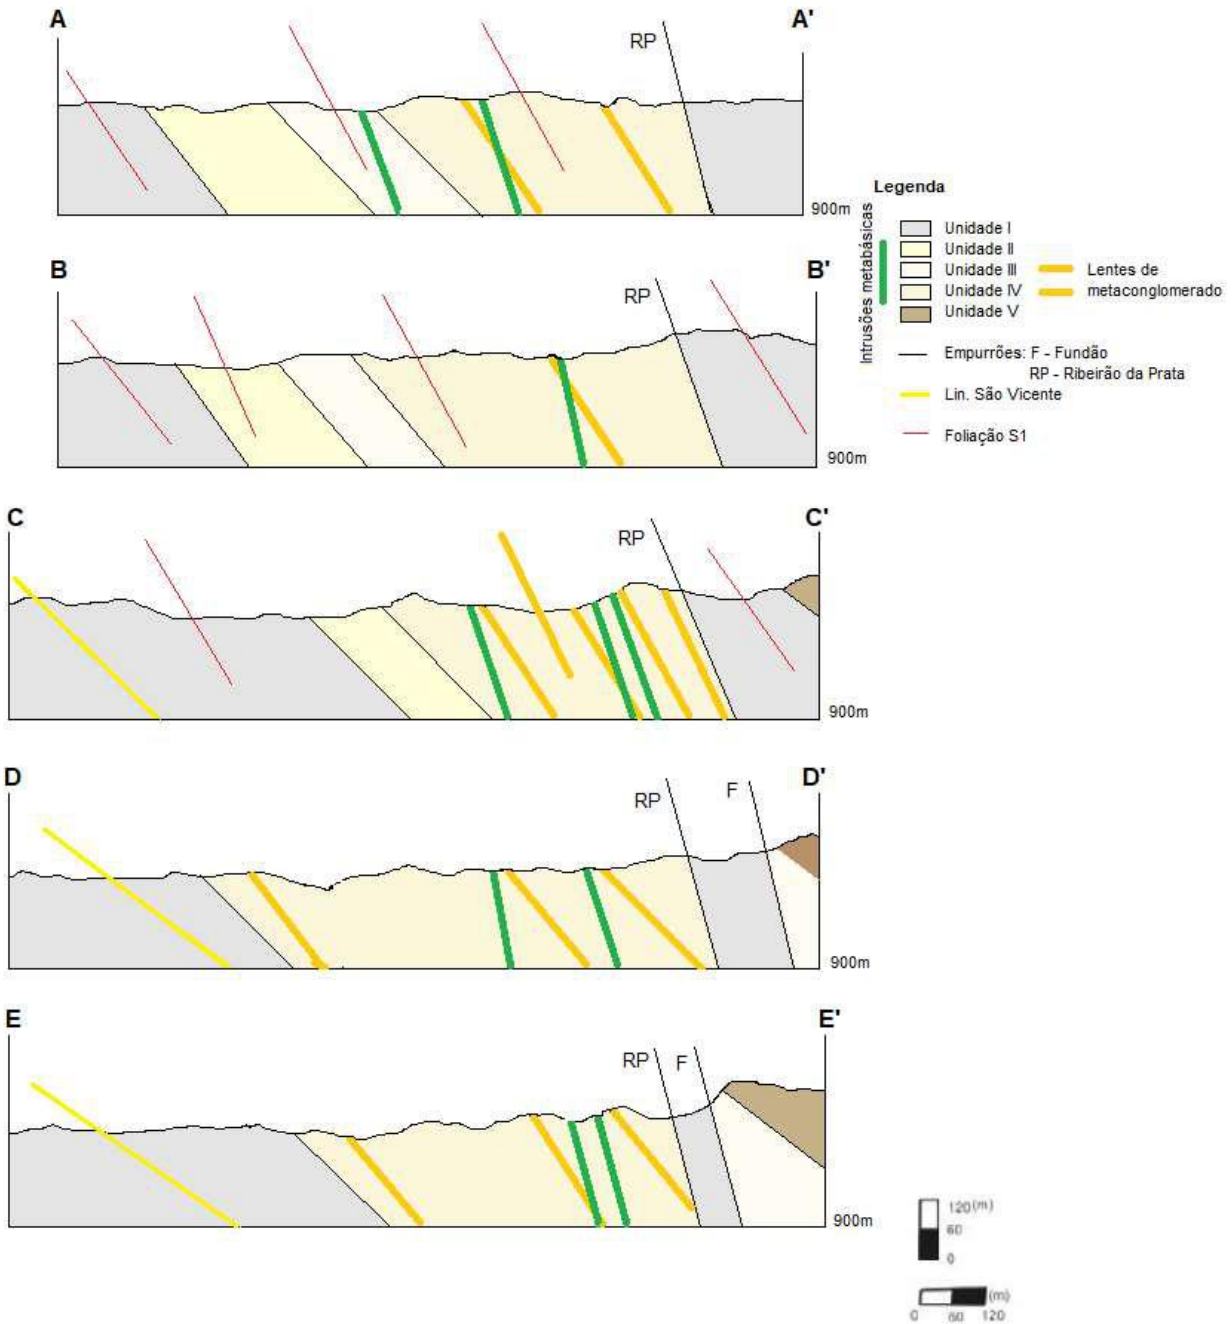 A A'
RP
900m
B B'
RP
900m
C C'
RP
900m
D D'
RP F
900m
E E'
RP F
900m
Legenda
Intrusões metabásicas
Unidade I
Unidade II
Unidade III
Unidade IV
Unidade V
Lentes de
metaconglomerado
Empurrões: F - Fundão
RP - Ribeirão da Prata
Lin. São Vicente
Foliação S1
120 (m)
60
0
(m)
0 60 120